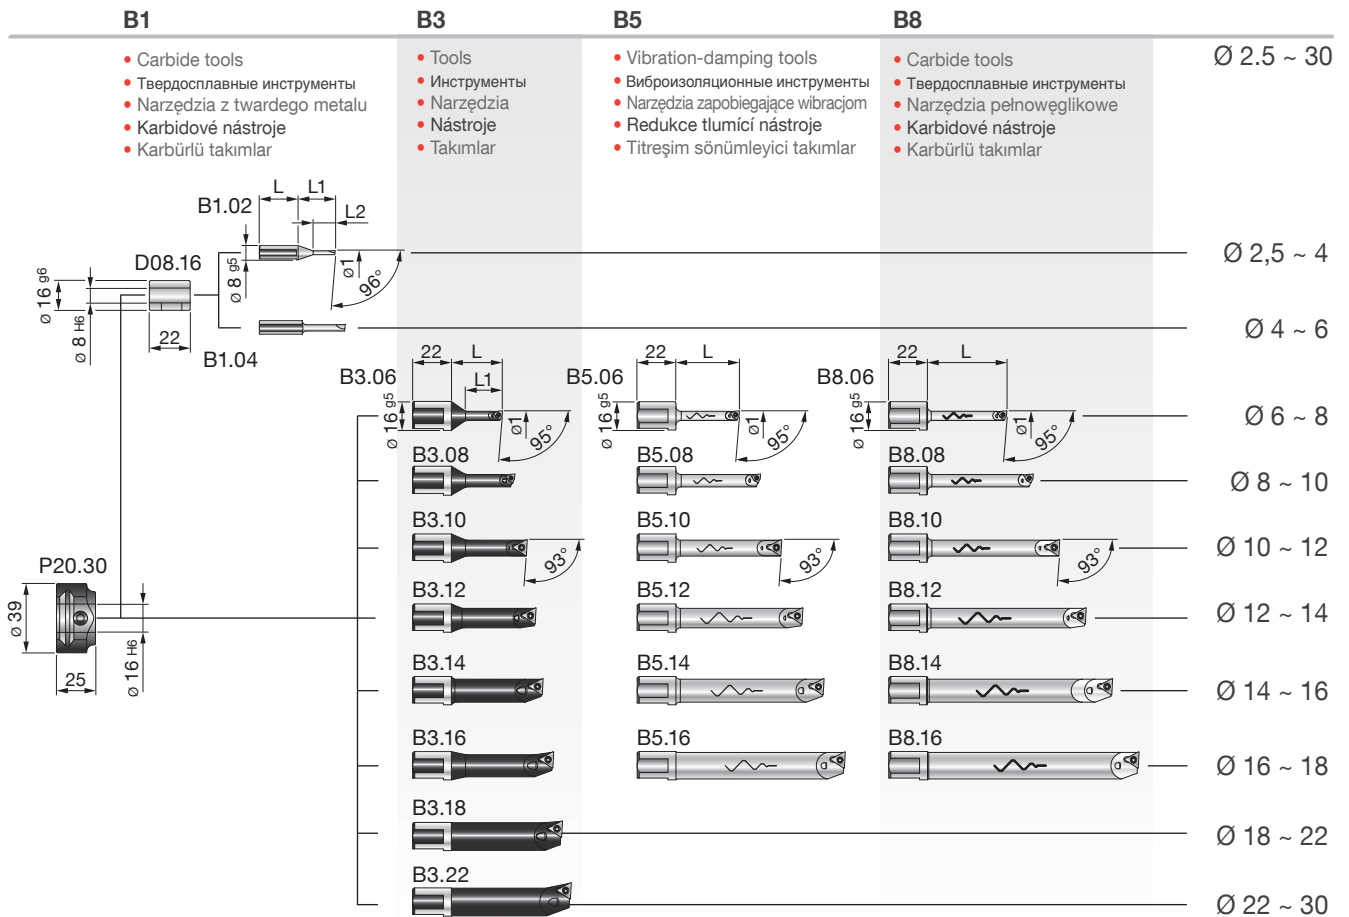 B1 B3 B5 B8
Ø 2.5 ~ 30
• Carbide tools
• Твердосплавные инструменты
• Narzędzia z twardego metalu
• Karbidové nástroje
• Karbürlü takımlar
• Tools
• Инструменты
• Narzędzia
• Nástroje
• Takımlar
• Vibration-damping tools
• Виброизоляционные инструменты
• Narzędzia zapobiegające wibracjom
• Redukce tlumící nástroje
• Titreşim sönümleyici takımlar
• Carbide tools
• Твердосплавные инструменты
• Narzędzia pełnowęglikowe
• Karbidové nástroje
• Karbürlü takımlar
L L1
B1.02 L2
D08.16
Ø 16 g6
Ø 8 H6
22
Ø 8 g5
Ø1
96°
Ø 2,5 ~ 4
B1.04
Ø 4 ~ 6
22 L
L1
B3.06
Ø 16 g5
Ø1
95°
22 L
B5.06
Ø 16 g5
Ø1
95°
22 L
B8.06
Ø 16 g5
Ø1
95°
Ø 6 ~ 8
B3.08 B5.08 B8.08
Ø 8 ~ 10
B3.10 B5.10 B8.10
93° 93° 93°
Ø 10 ~ 12
P20.30
Ø 39
25
Ø 16 H6
B3.12 B5.12 B8.12
Ø 12 ~ 14
B3.14 B5.14 B8.14
Ø 14 ~ 16
B3.16 B5.16 B8.16
Ø 16 ~ 18
B3.18
Ø 18 ~ 22
B3.22
Ø 22 ~ 30